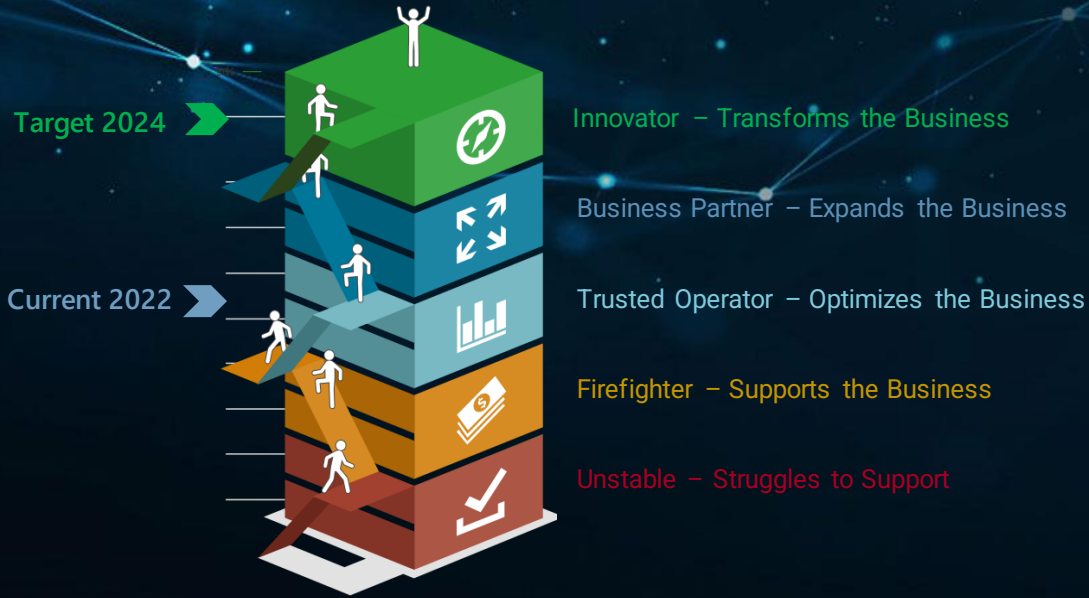 Target 2024
Innovator – Transforms the Business
Business Partner – Expands the Business
Current 2022
Trusted Operator – Optimizes the Business
Firefighter – Supports the Business
Unstable – Struggles to Support
$